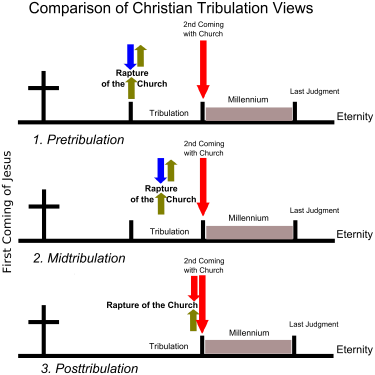 Comparison of Christian Tribulation Views
First Coming of Jesus
2nd Coming
with Church
Rapture
of the Church
Tribulation
Millennium
Last Judgment
Eternity
1. Pretribulation
2nd Coming
with Church
Rapture
of the Church
Tribulation
Millennium
Last Judgment
Eternity
2. Midtribulation
2nd Coming
with Church
Rapture of the Church
Tribulation
Millennium
Last Judgment
Eternity
3. Posttribulation